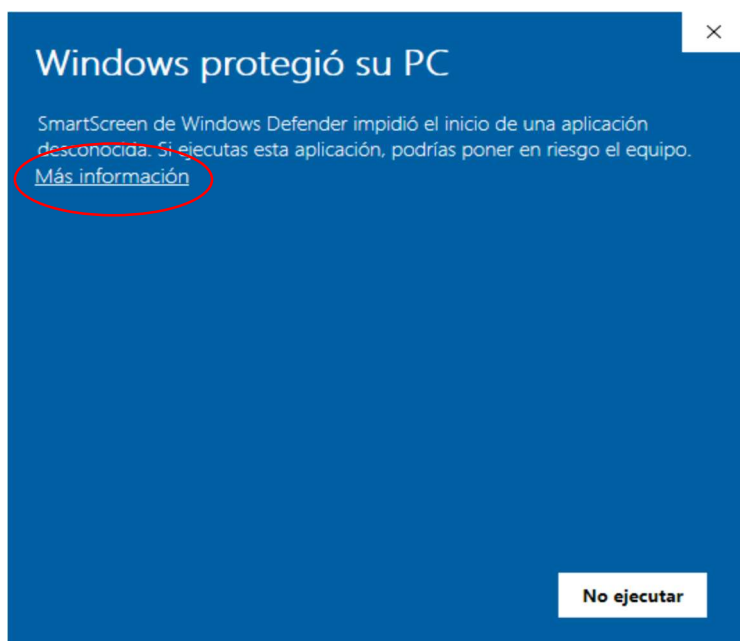 Windows protegió su PC
SmartScreen de Windows Defender impidió el inicio de una aplicación
desconocida. Si ejecutas esta aplicación, podrías poner en riesgo el equipo.
Más información
No ejecutar